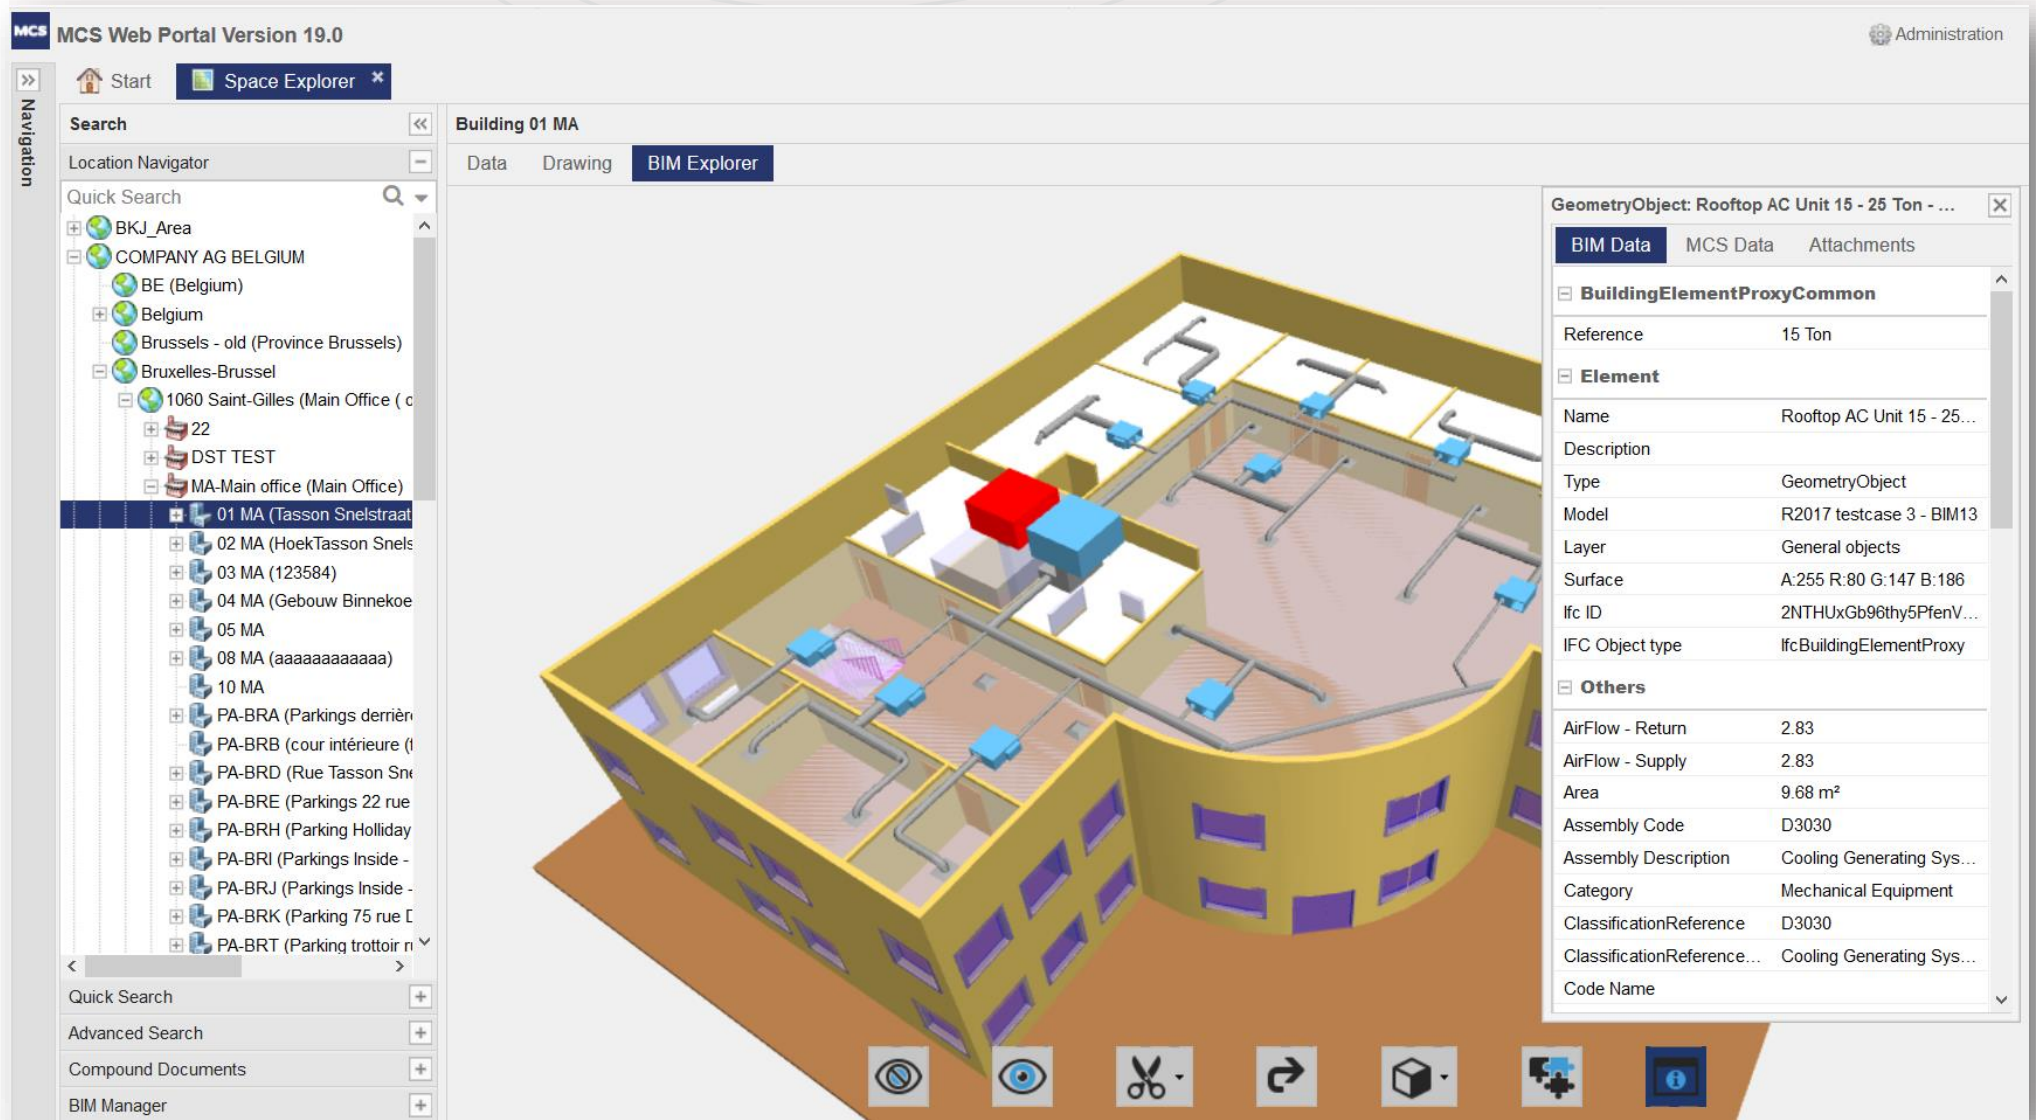 MCS MCS Web Portal Version 19.0
Administration
Navigation
Start
Space Explorer
Search
Location Navigator
Quick Search
BKJ_Area
COMPANY AG BELGIUM
BE (Belgium)
Belgium
Brussels - old (Province Brussels)
Bruxelles-Brussel
1060 Saint-Gilles (Main Office ( o
22
DST TEST
MA-Main office (Main Office)
01 MA (Tasson Snelstraat
02 MA (HoekTasson Snels
03 MA (123584)
04 MA (Gebouw Binnekoe
05 MA
08 MA (aaaaaaaaaaaa)
10 MA
PA-BRA (Parkings derrière
PA-BRB (cour intérieure (f
PA-BRD (Rue Tasson Sne
PA-BRE (Parkings 22 rue
PA-BRH (Parking Holliday
PA-BRI (Parkings Inside -
PA-BRJ (Parkings Inside -
PA-BRK (Parking 75 rue D
PA-BRT (Parking trottoir ru
Quick Search
Advanced Search
Compound Documents
BIM Manager
Building 01 MA
Data Drawing BIM Explorer
GeometryObject: Rooftop AC Unit 15 - 25 Ton - ...
BIM Data MCS Data Attachments
BuildingElementProxyCommon
Reference 15 Ton
Element
Name Rooftop AC Unit 15 - 25...
Description
Type GeometryObject
Model R2017 testcase 3 - BIM13
Layer General objects
Surface A:255 R:80 G:147 B:186
Ifc ID 2NTHUxGb96thy5PfenV...
IFC Object type IfcBuildingElementProxy
Others
AirFlow - Return 2.83
AirFlow - Supply 2.83
Area 9.68 m²
Assembly Code D3030
Assembly Description Cooling Generating Sys...
Category Mechanical Equipment
ClassificationReference D3030
ClassificationReference... Cooling Generating Sys...
Code Name